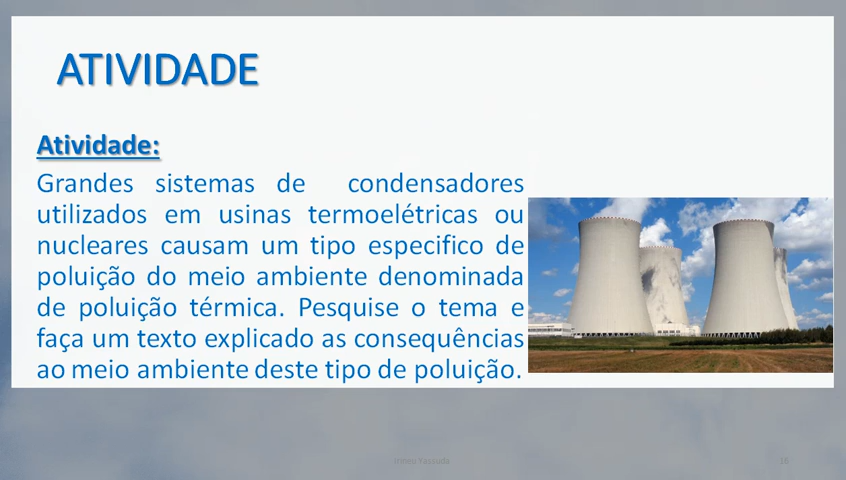 ATIVIDADE
Atividade:
Grandes sistemas de condensadores
utilizados em usinas termoelétricas ou
nucleares causam um tipo especifico de
poluição do meio ambiente denominada
de poluição térmica. Pesquise o tema e
faça um texto explicado as consequências
ao meio ambiente deste tipo de poluição.